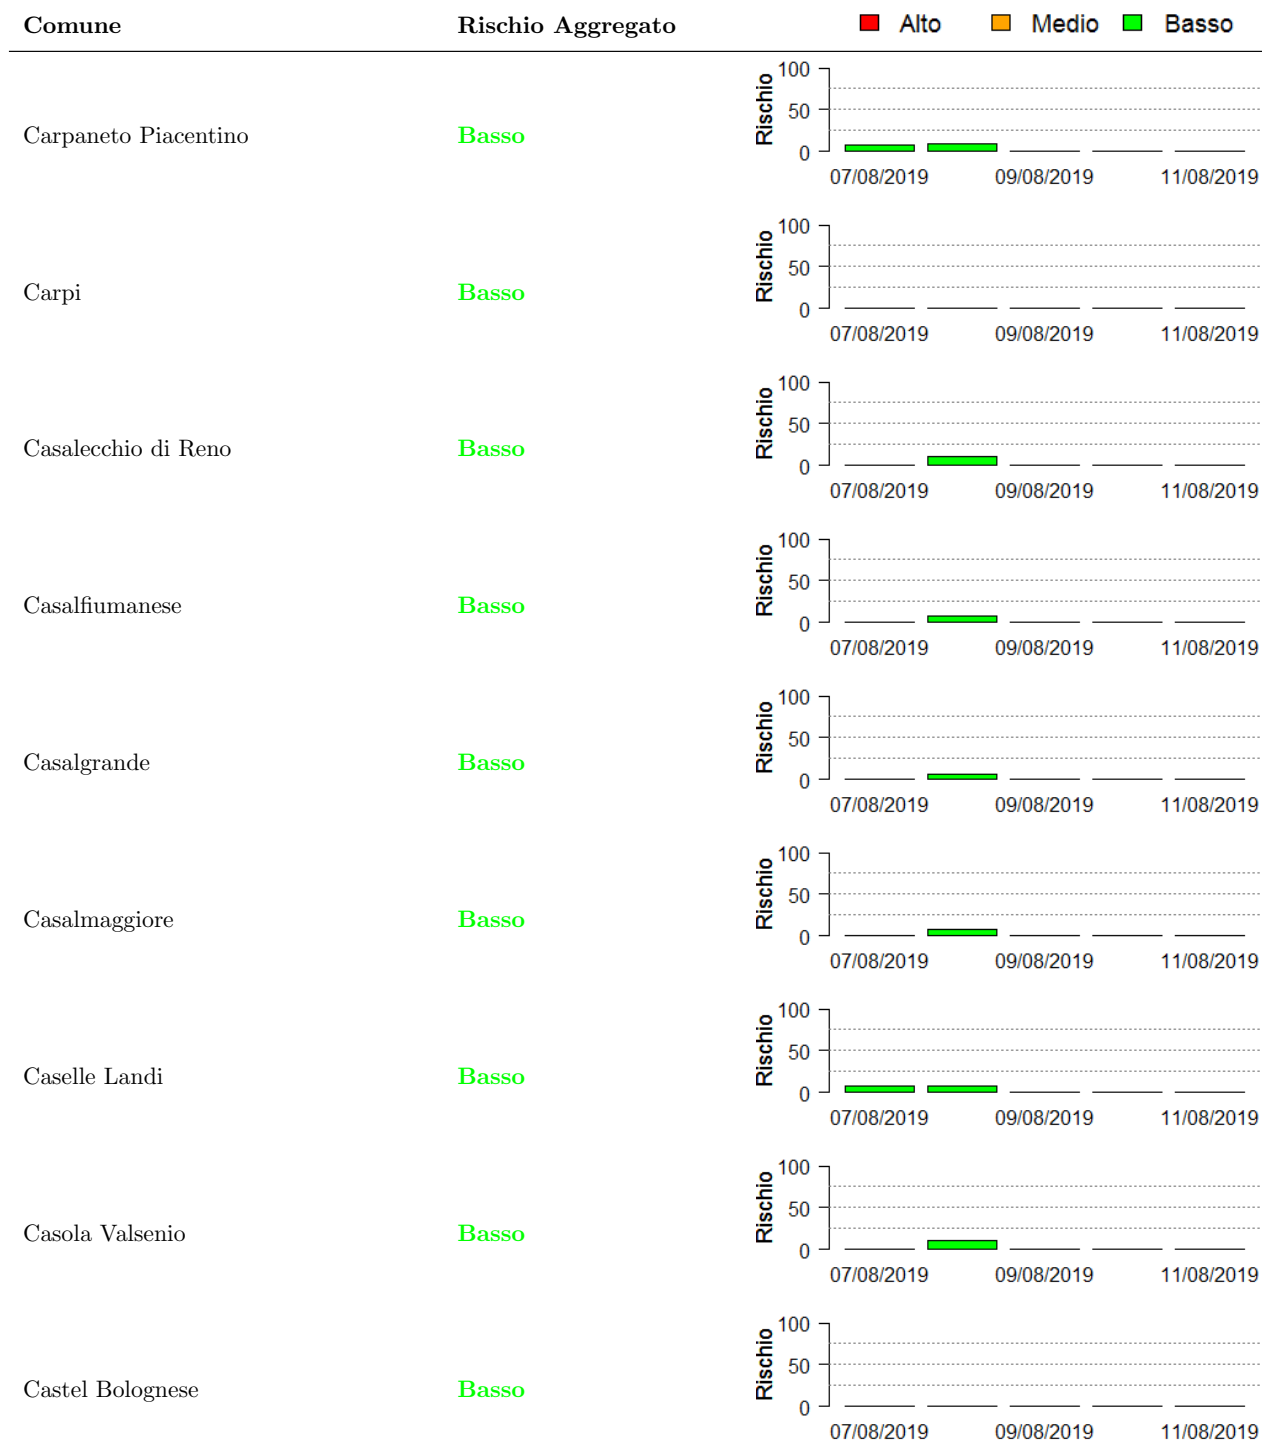 Comune Rischio Aggregato Alto Medio Basso
100
50
0
Rischio
Carpaneto Piacentino Basso
07/08/2019 09/08/2019 11/08/2019
100
50
0
Rischio
Carpi Basso
07/08/2019 09/08/2019 11/08/2019
100
50
0
Rischio
Casalecchio di Reno Basso
07/08/2019 09/08/2019 11/08/2019
100
50
0
Rischio
Casalfiumanese Basso
07/08/2019 09/08/2019 11/08/2019
100
50
0
Rischio
Casalgrande Basso
07/08/2019 09/08/2019 11/08/2019
100
50
0
Rischio
Casalmaggiore Basso
07/08/2019 09/08/2019 11/08/2019
100
50
0
Rischio
Caselle Landi Basso
07/08/2019 09/08/2019 11/08/2019
100
50
0
Rischio
Casola Valsenio Basso
07/08/2019 09/08/2019 11/08/2019
100
50
0
Rischio
Castel Bolognese Basso
07/08/2019 09/08/2019 11/08/2019